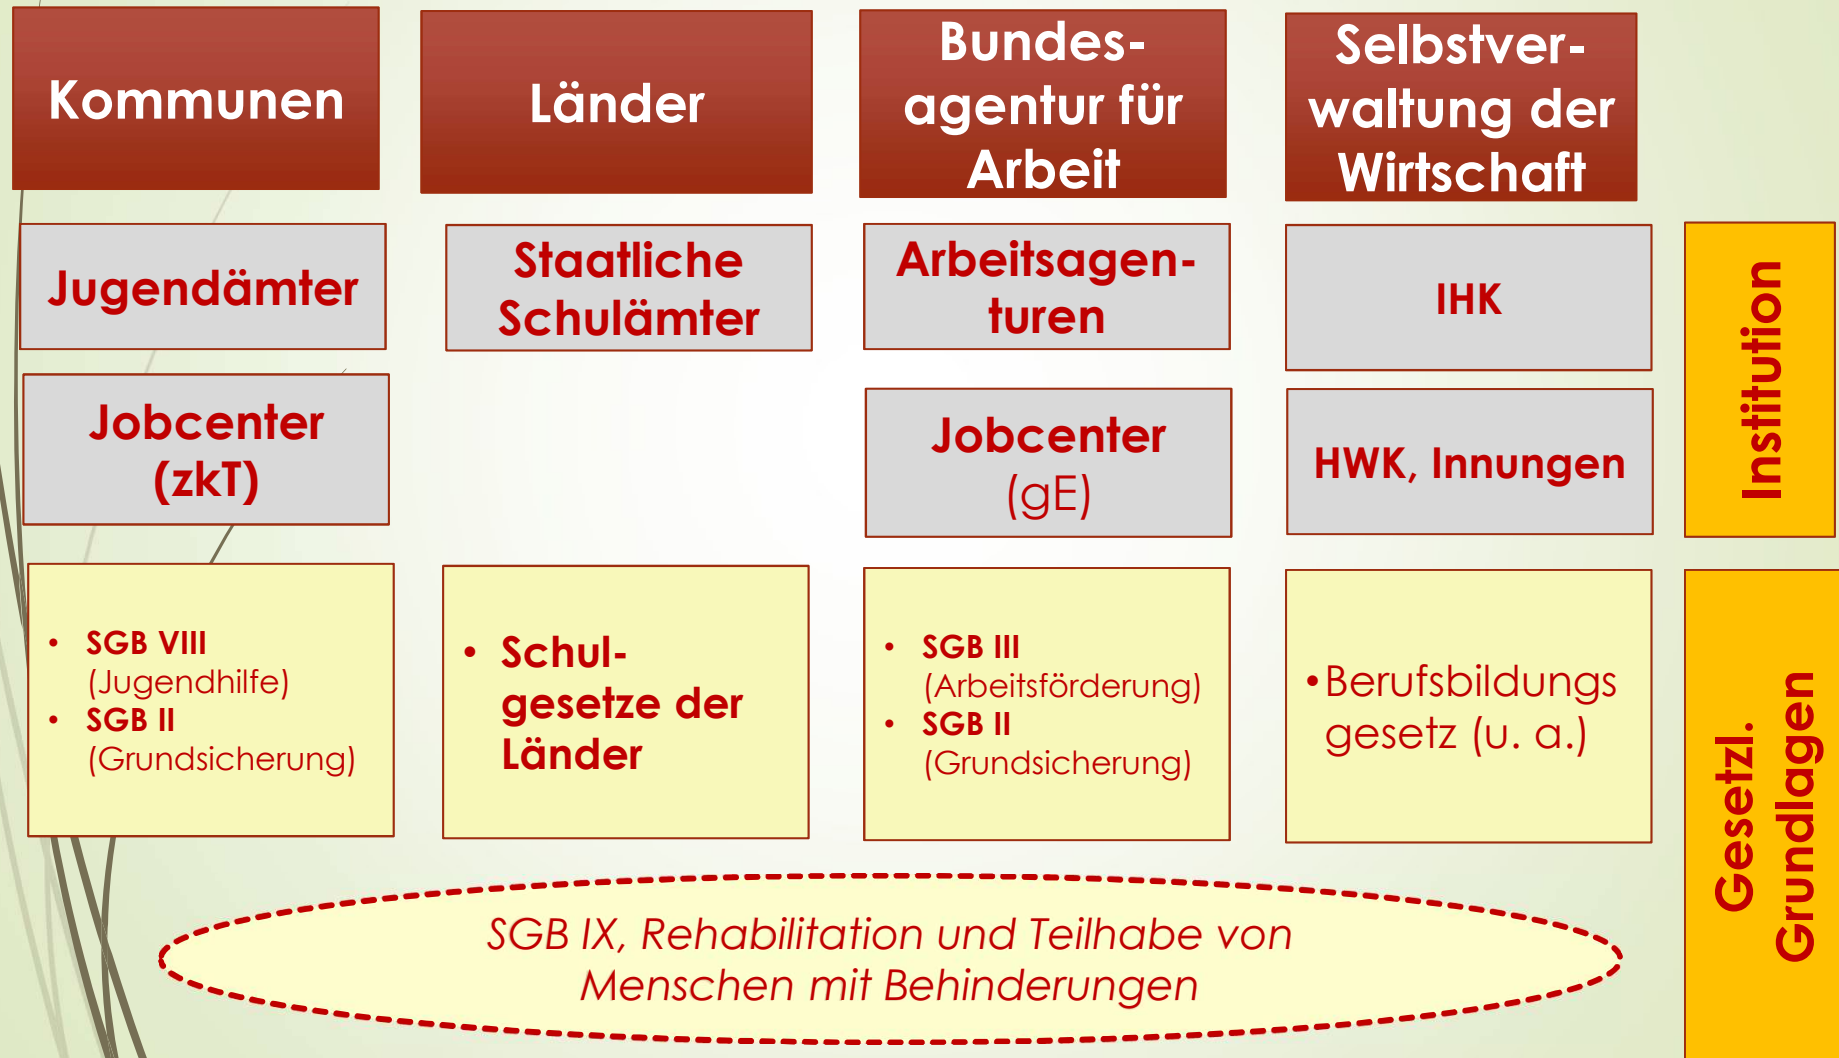 Kommunen
Länder
Bundes-
agentur für
Arbeit
Selbstver-
waltung der
Wirtschaft
Jugendämter
Staatliche
Schulämter
Arbeitsagen-
turen
IHK
Institution
Jobcenter
(zkT)
Jobcenter
(gE)
HWK, Innungen
• SGB VIII
(Jugendhilfe)
• SGB II
(Grundsicherung)
• Schul-
gesetze der
Länder
• SGB III
(Arbeitsförderung)
• SGB II
(Grundsicherung)
• Berufsbildungs
gesetz (u. a.)
Gesetzl.
Grundlagen
SGB IX, Rehabilitation und Teilhabe von
Menschen mit Behinderungen